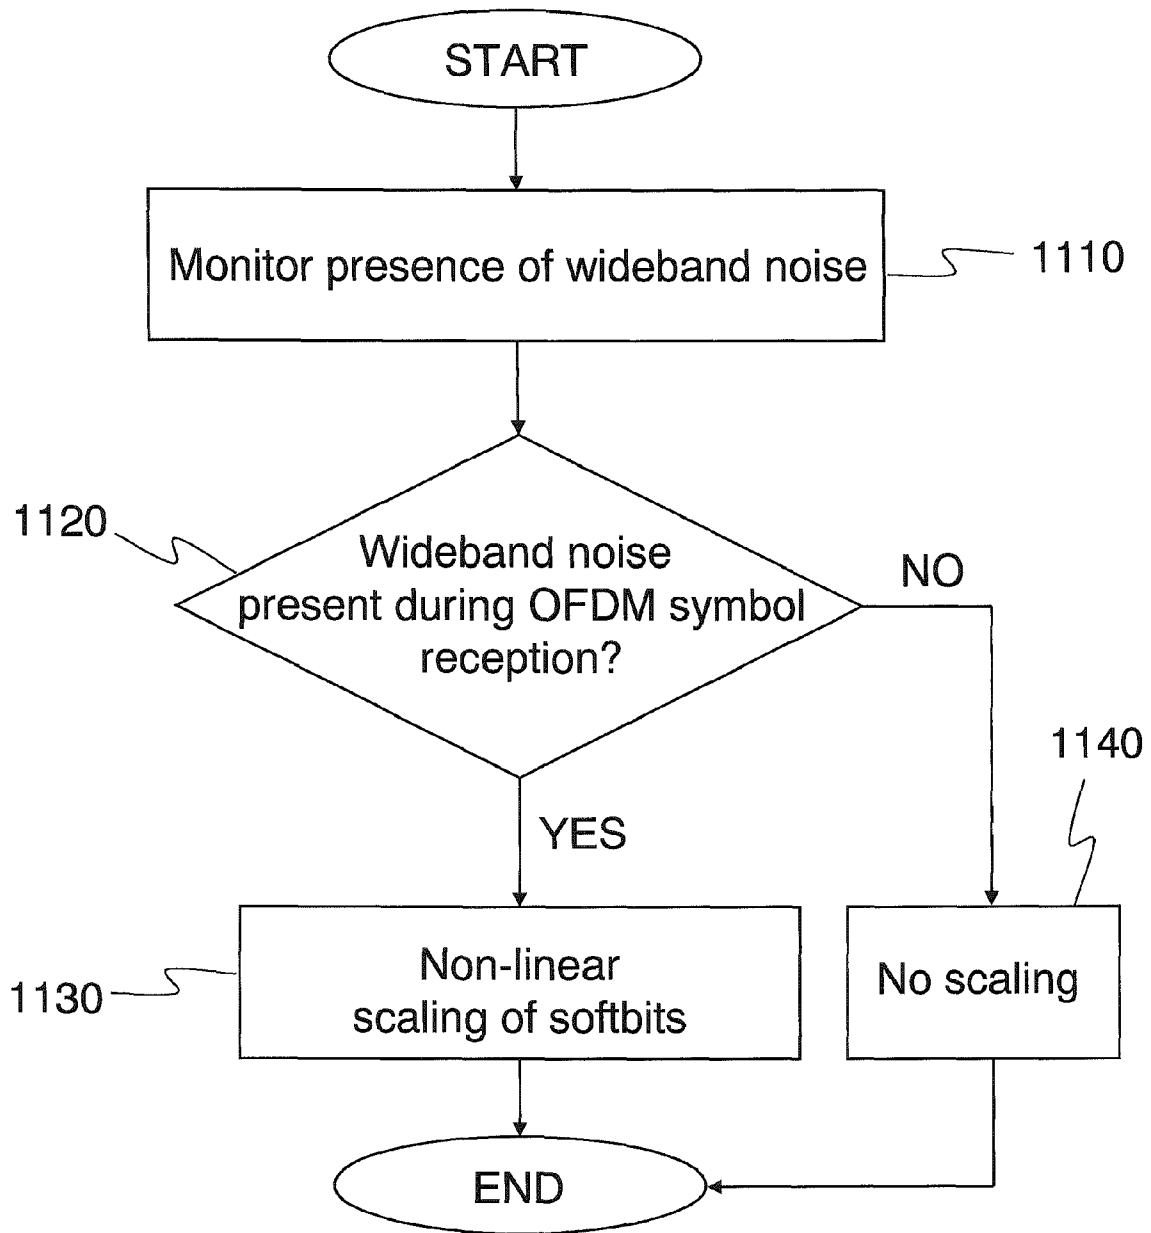 START
Monitor presence of wideband noise
1110
1120
Wideband noise
present during OFDM symbol
reception?
NO
YES
1140
1130
Non-linear
scaling of softbits
No scaling
END